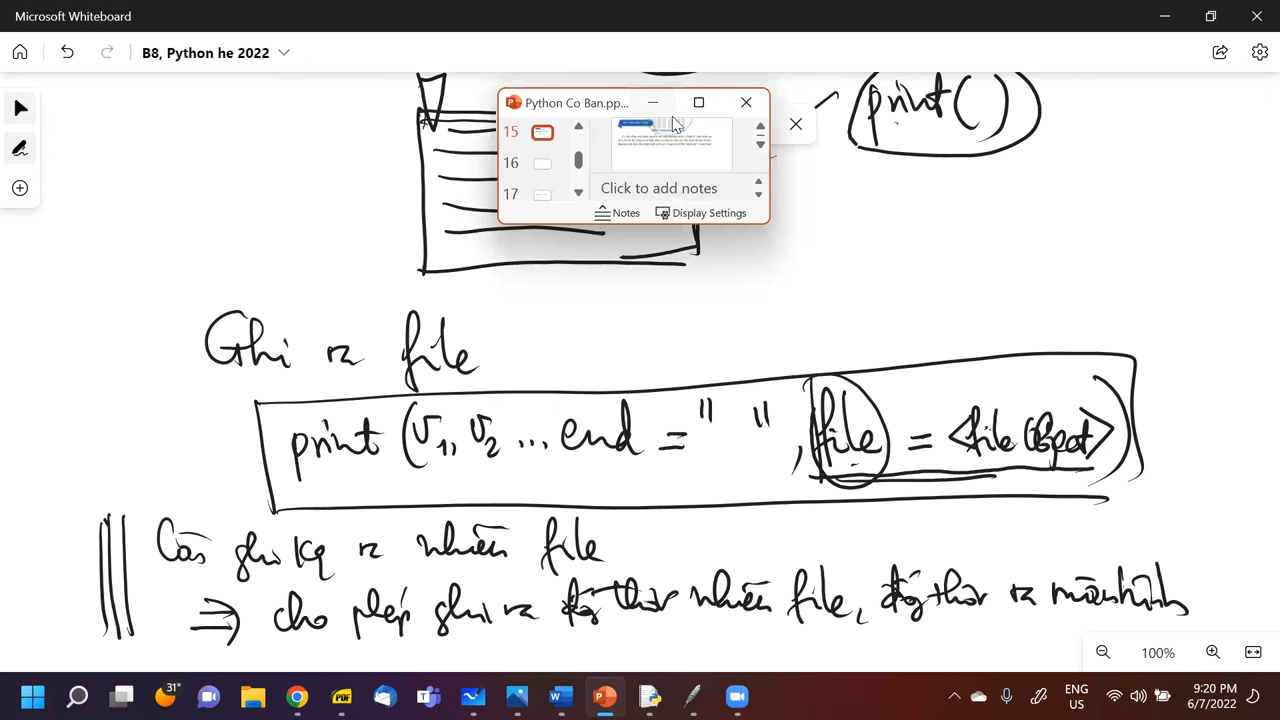 Microsoft Whiteboard
B8, Python he 2022
print()
Python Co Ban.pp...
15
16
17
Click to add notes
Notes
Display Settings
Ghi ra file
print (v1, v2 ... end = " ", file = <file Object>)
Cần ghi kq ra nhiều file
⇒ cho phép ghi ra đồng thời nhiều file, đồng thời ra màn hình
100%
31°
ENG
US
9:20 PM
6/7/2022